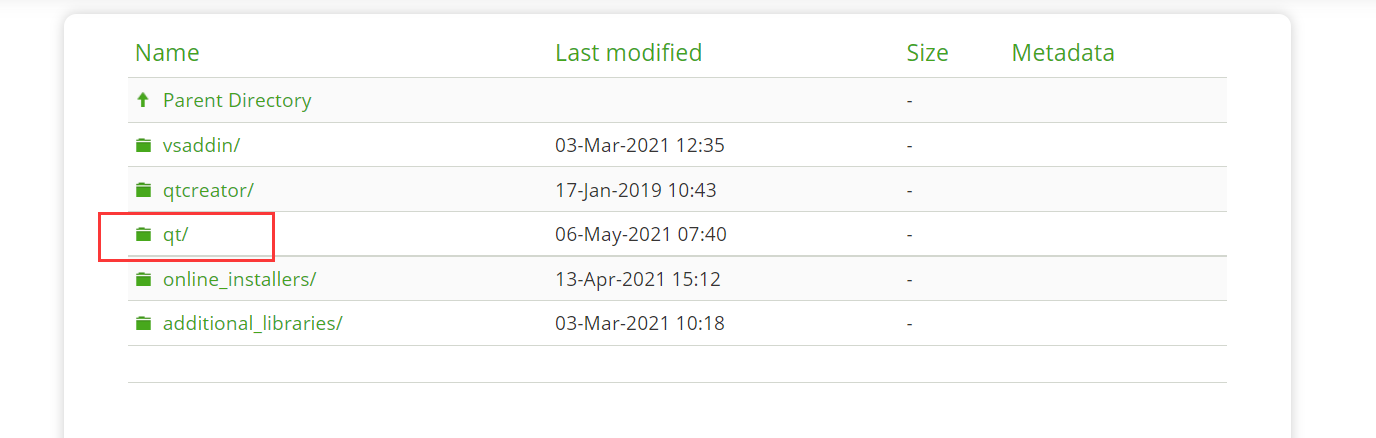 Name Last modified Size Metadata
Parent Directory -
vsaddin/ 03-Mar-2021 12:35 -
qtcreator/ 17-Jan-2019 10:43 -
qt/ 06-May-2021 07:40 -
online_installers/ 13-Apr-2021 15:12 -
additional_libraries/ 03-Mar-2021 10:18 -